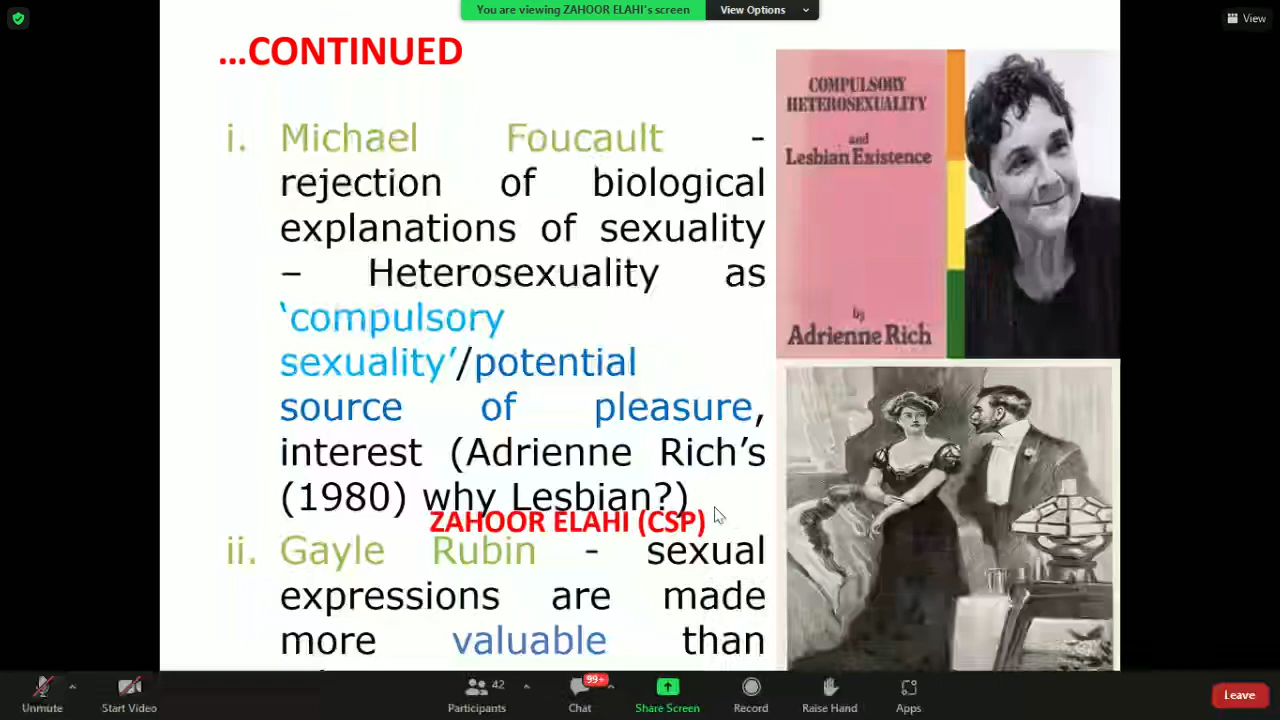 You are viewing ZAHOOR ELAHI's screen
View Options
View
...CONTINUED
i. Michael Foucault -
rejection of biological
explanations of sexuality
– Heterosexuality as
‘compulsory
sexuality’/potential
source of pleasure,
interest (Adrienne Rich’s
(1980) why Lesbian?)
ZAHOOR ELAHI (CSP)
ii. Gayle Rubin - sexual
expressions are made
more valuable than
COMPULSORY
HETEROSEXUALITY
and
Lesbian Existence
by
Adrienne Rich
Unmute
Start Video
42
Participants
99+
Chat
Share Screen
Record
Raise Hand
Apps
Leave